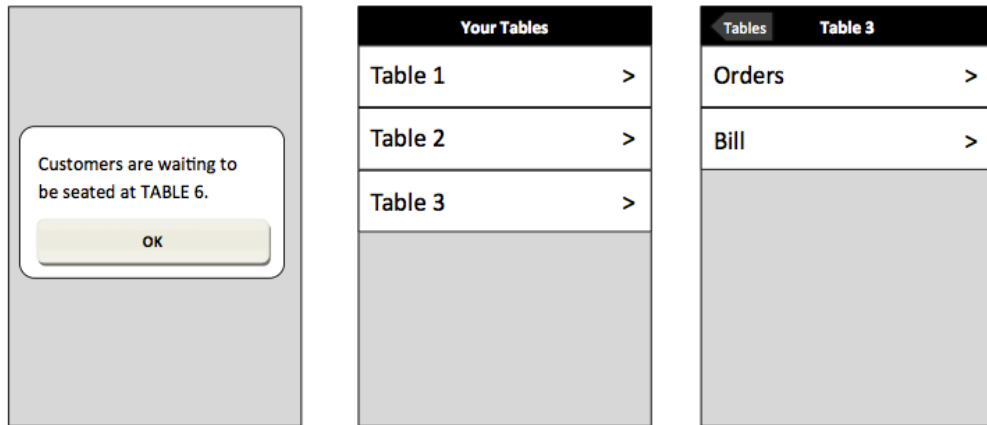 Customers are waiting to
be seated at TABLE 6.
OK
Your Tables
Table 1 >
Table 2 >
Table 3 >
Tables Table 3
Orders >
Bill >